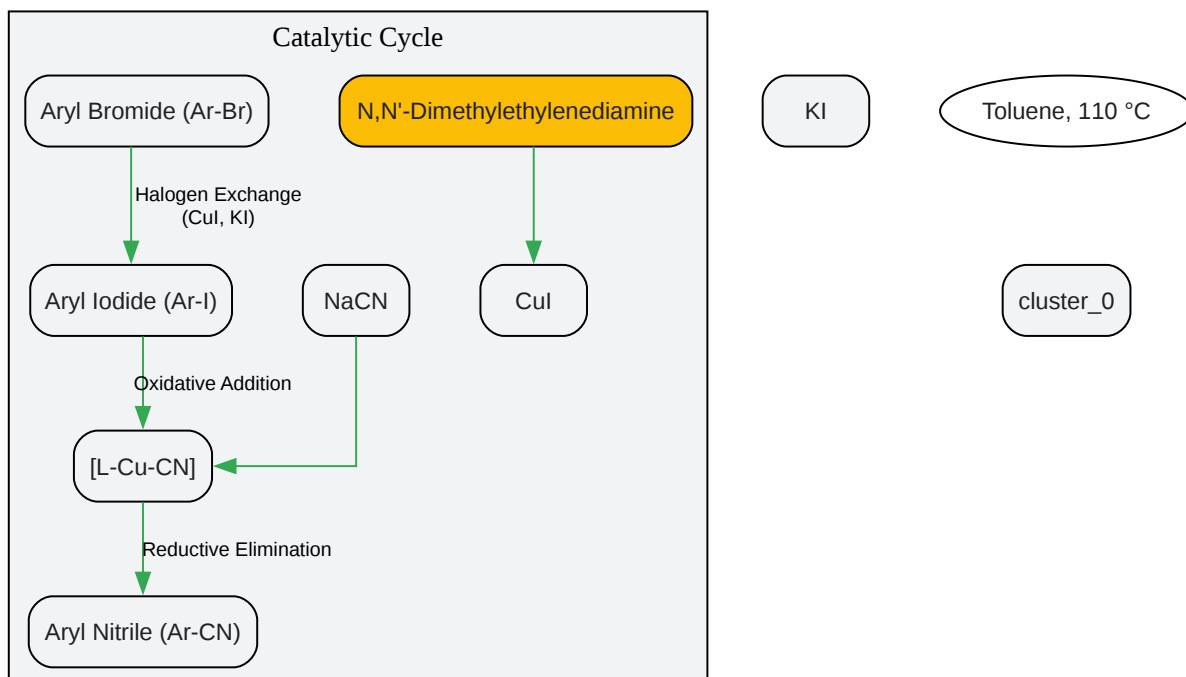 Catalytic Cycle
Aryl Bromide (Ar-Br)
N,N'-Dimethylethylenediamine
KI
Toluene, 110 °C
Halogen Exchange
(CuI, KI)
Aryl Iodide (Ar-I)
NaCN
CuI
cluster_0
Oxidative Addition
[L-Cu-CN]
Reductive Elimination
Aryl Nitrile (Ar-CN)